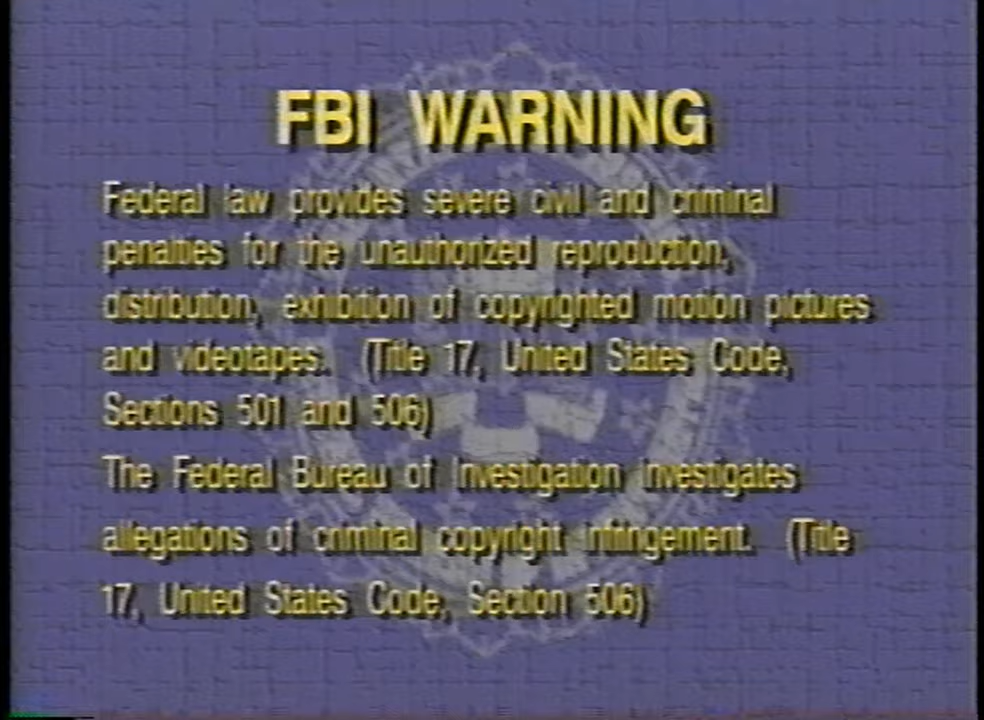 FBI WARNING
Federal law provides severe civil and criminal
penalties for the unauthorized reproduction,
distribution, exhibition of copyrighted motion pictures
and videotapes. (Title 17, United States Code,
Sections 501 and 506)
The Federal Bureau of Investigation investigates
allegations of criminal copyright infringement. (Title
17, United States Code, Section 506)